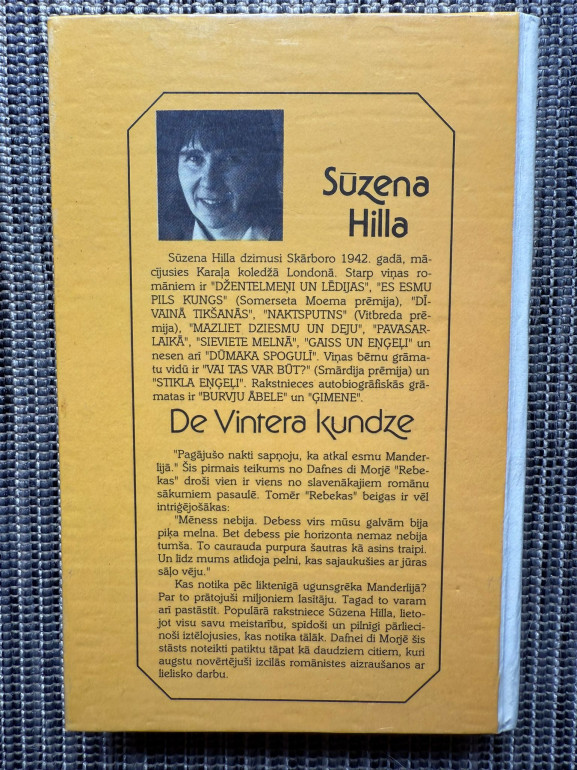 Sūzena
Hilla
Sūzena Hilla dzimusi Skārboro 1942. gadā, mā-
cījusies Karaļa koledžā Londonā. Starp viņas ro-
māniem ir "DŽENTELMEŅI UN LĒDIJAS", "ES ESMU
PILS KUNGS" (Somerseta Moema prēmija), "DĪ-
VAINĀ TIKŠANĀS", "NAKTSPUTNS" (Vitbreda prē-
mija), "MAZLIET DZIESMU UN DEJU", "PAVASAR-
LAIKĀ", "SIEVIETE MELNĀ", "GAISS UN EŅĢEĻI" un
nesen arī "DŪMAKA SPOGULĪ". Viņas bērnu grāma-
tu vidū ir "VAI TAS VAR BŪT?" (Smārdija prēmija) un
"STIKLA EŅĢEĻI". Rakstnieces autobiogrāfiskās grā-
matas ir "BURVJU ĀBELE" un "ĢIMENE".
De Vintera kundze
"Pagājušo nakti sapņoju, ka atkal esmu Mander-
lijā." Šis pirmais teikums no Dafnes di Morjē "Rebe-
kas" droši vien ir viens no slavenākajiem romānu
sākumiem pasaulē. Tomēr "Rebekas" beigas ir vēl
intriģējošākas:
"Mēness nebija. Debess virs mūsu galvām bija
piķa melna. Bet debess pie horizonta nemaz nebija
tumša. To caurauda purpura šautras kā asins traipi.
Un līdz mums atlidoja pelni, kas sajaukušies ar jūras
sāļo vēju."
Kas notika pēc liktenīgā ugunsgrēka Manderlijā?
Par to prātojuši miljoniem lasītāju. Tagad to varam
arī pastāstīt. Populārā rakstniece Sūzena Hilla, lieto-
jot visu savu meistarību, spīdoši un pilnīgi pārlieci-
noši iztēlojusies, kas notika tālāk. Dafnei di Morjē šis
stāsts noteikti patiktu tāpat kā daudziem citiem, kuri
augstu novērtējuši izcilās romānistes aizraušanos ar
lielisko darbu.